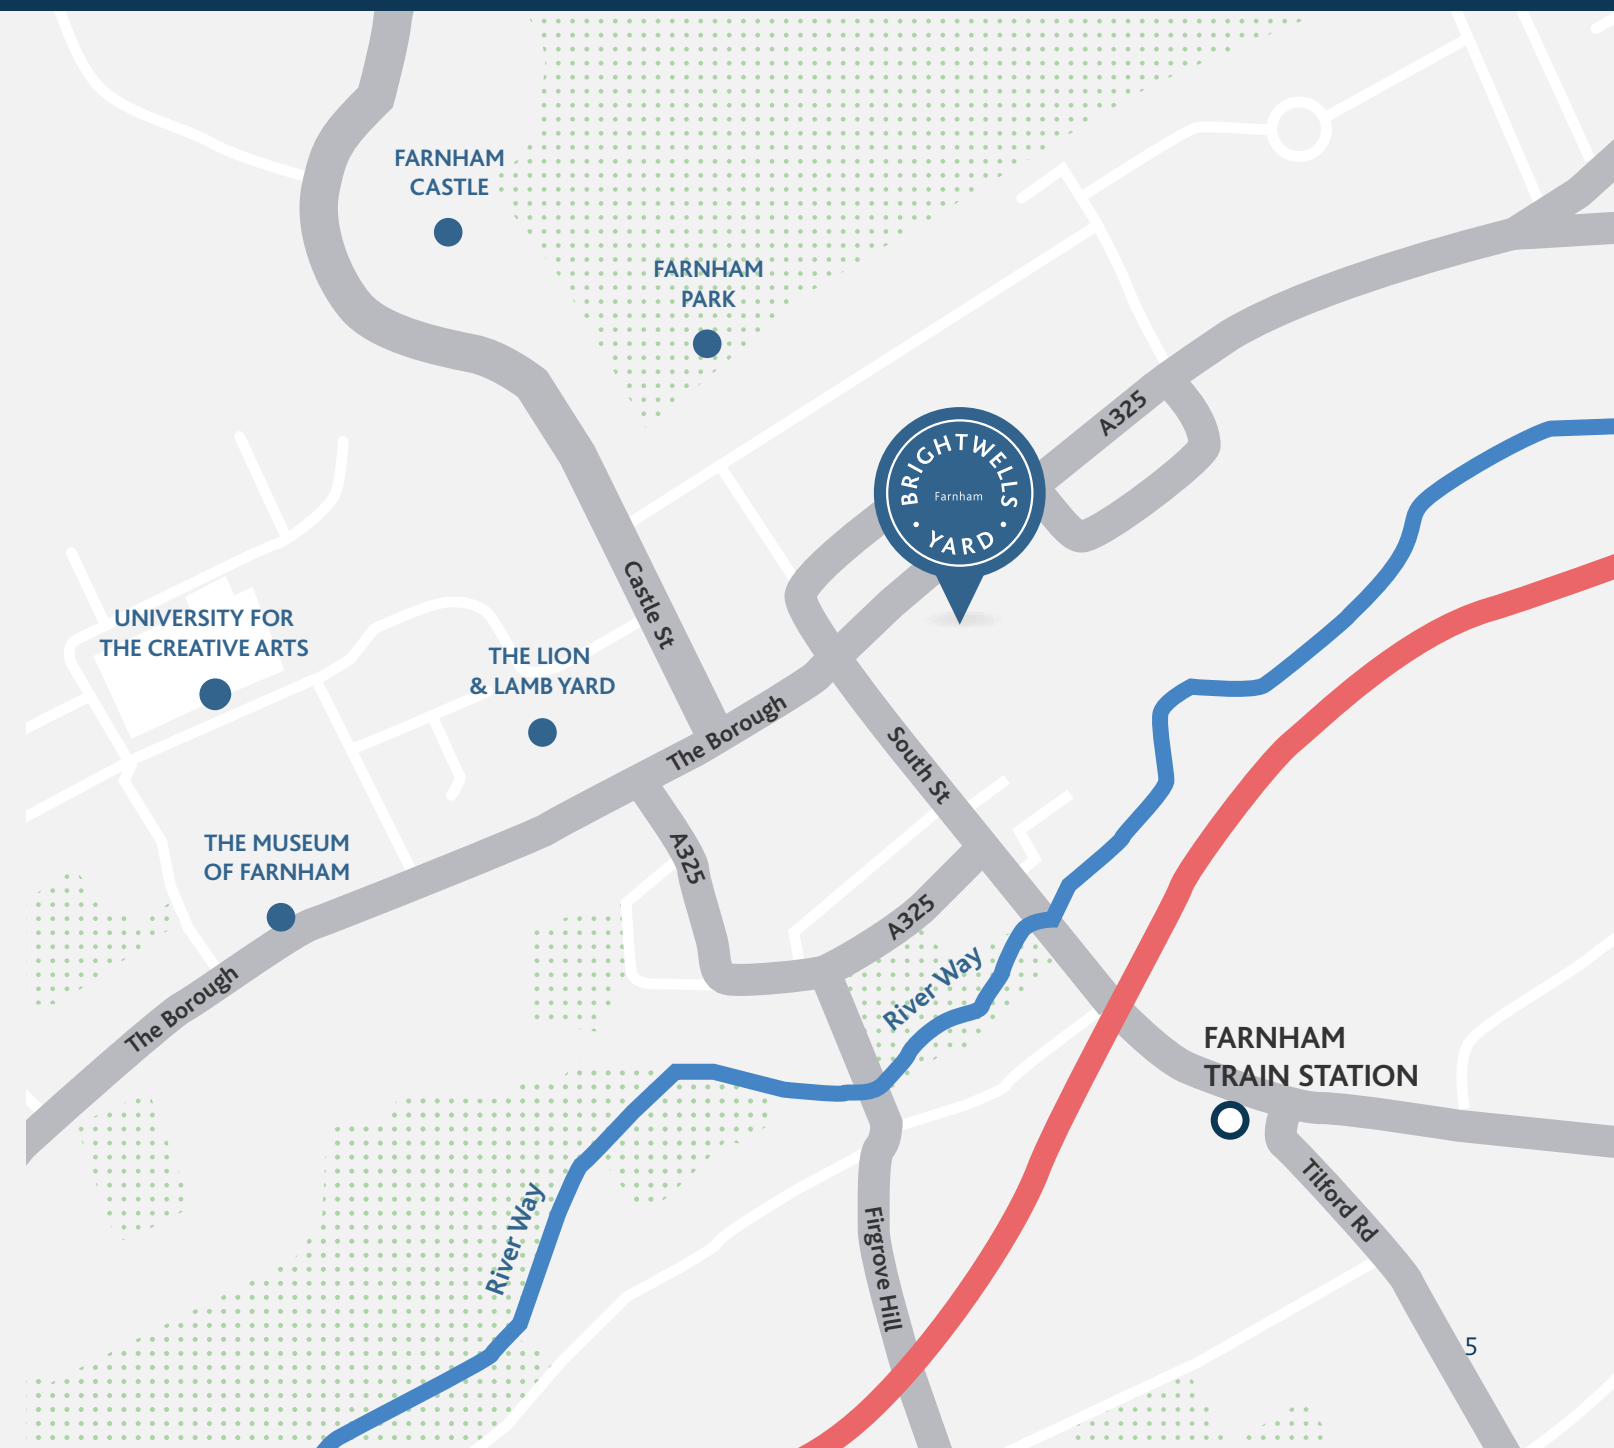 FARNHAM
CASTLE
FARNHAM
PARK
A325
BRIGHTWELLS
Farnham
• YARD •
Castle St
UNIVERSITY FOR
THE CREATIVE ARTS
THE LION
& LAMB YARD
The Borough
South St
THE MUSEUM
OF FARNHAM
A325
A325
River Way
The Borough
FARNHAM
TRAIN STATION
Tilford Rd
River Way
Firgrove Hill
5